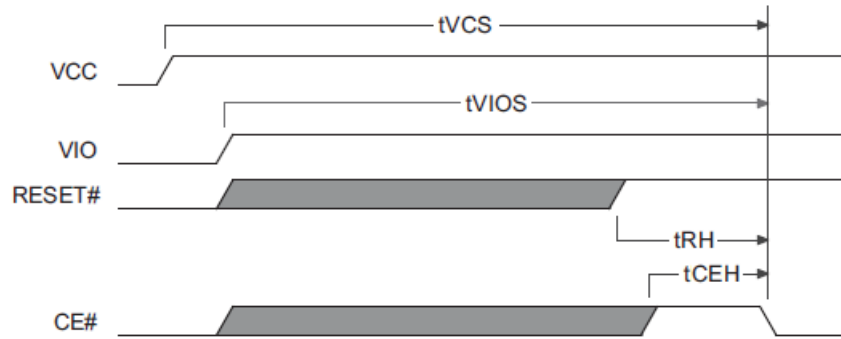 tVCS
VCC
tVIOS
VIO
RESET#
tRH
tCEH
CE#